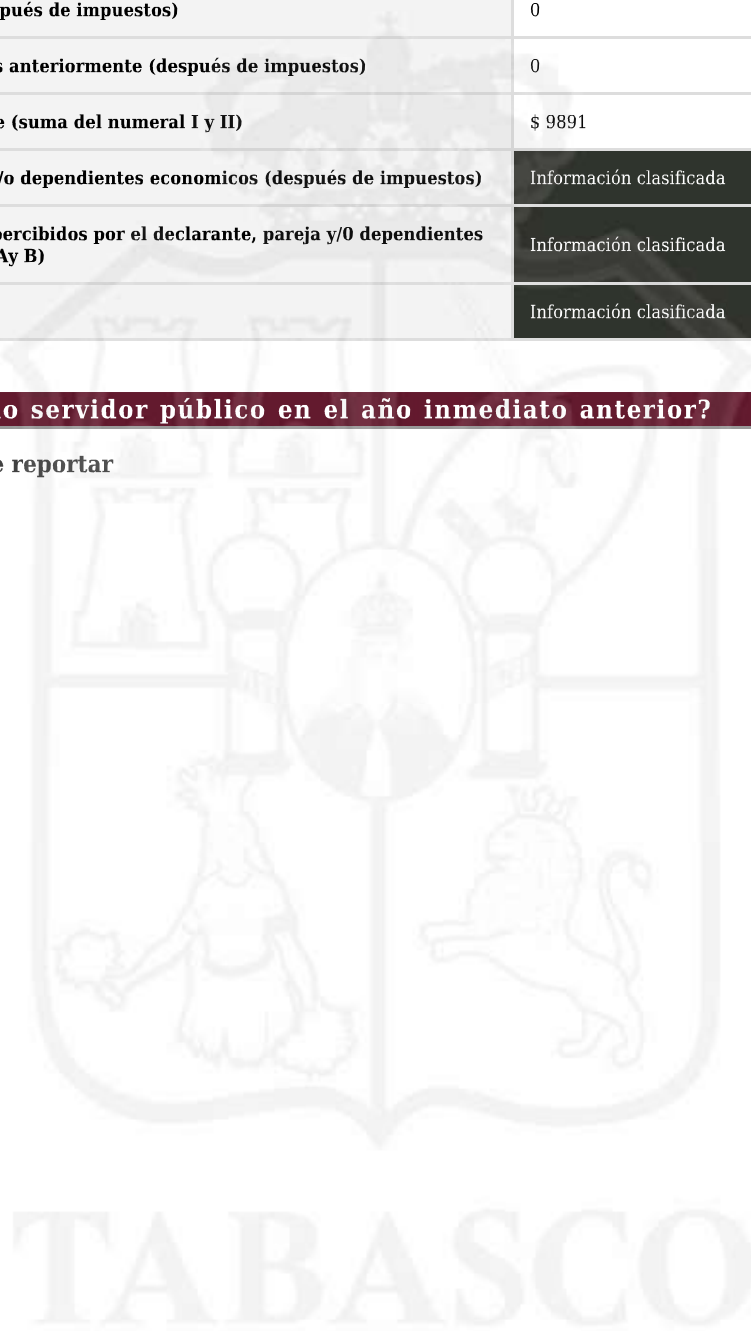 pués de impuestos) 0
s anteriormente (después de impuestos) 0
e (suma del numeral I y II) $ 9891
/o dependientes economicos (después de impuestos) Información clasificada
percibidos por el declarante, pareja y/0 dependientes
Ay B) Información clasificada
Información clasificada
o servidor público en el año inmediato anterior?
e reportar
TABASCO